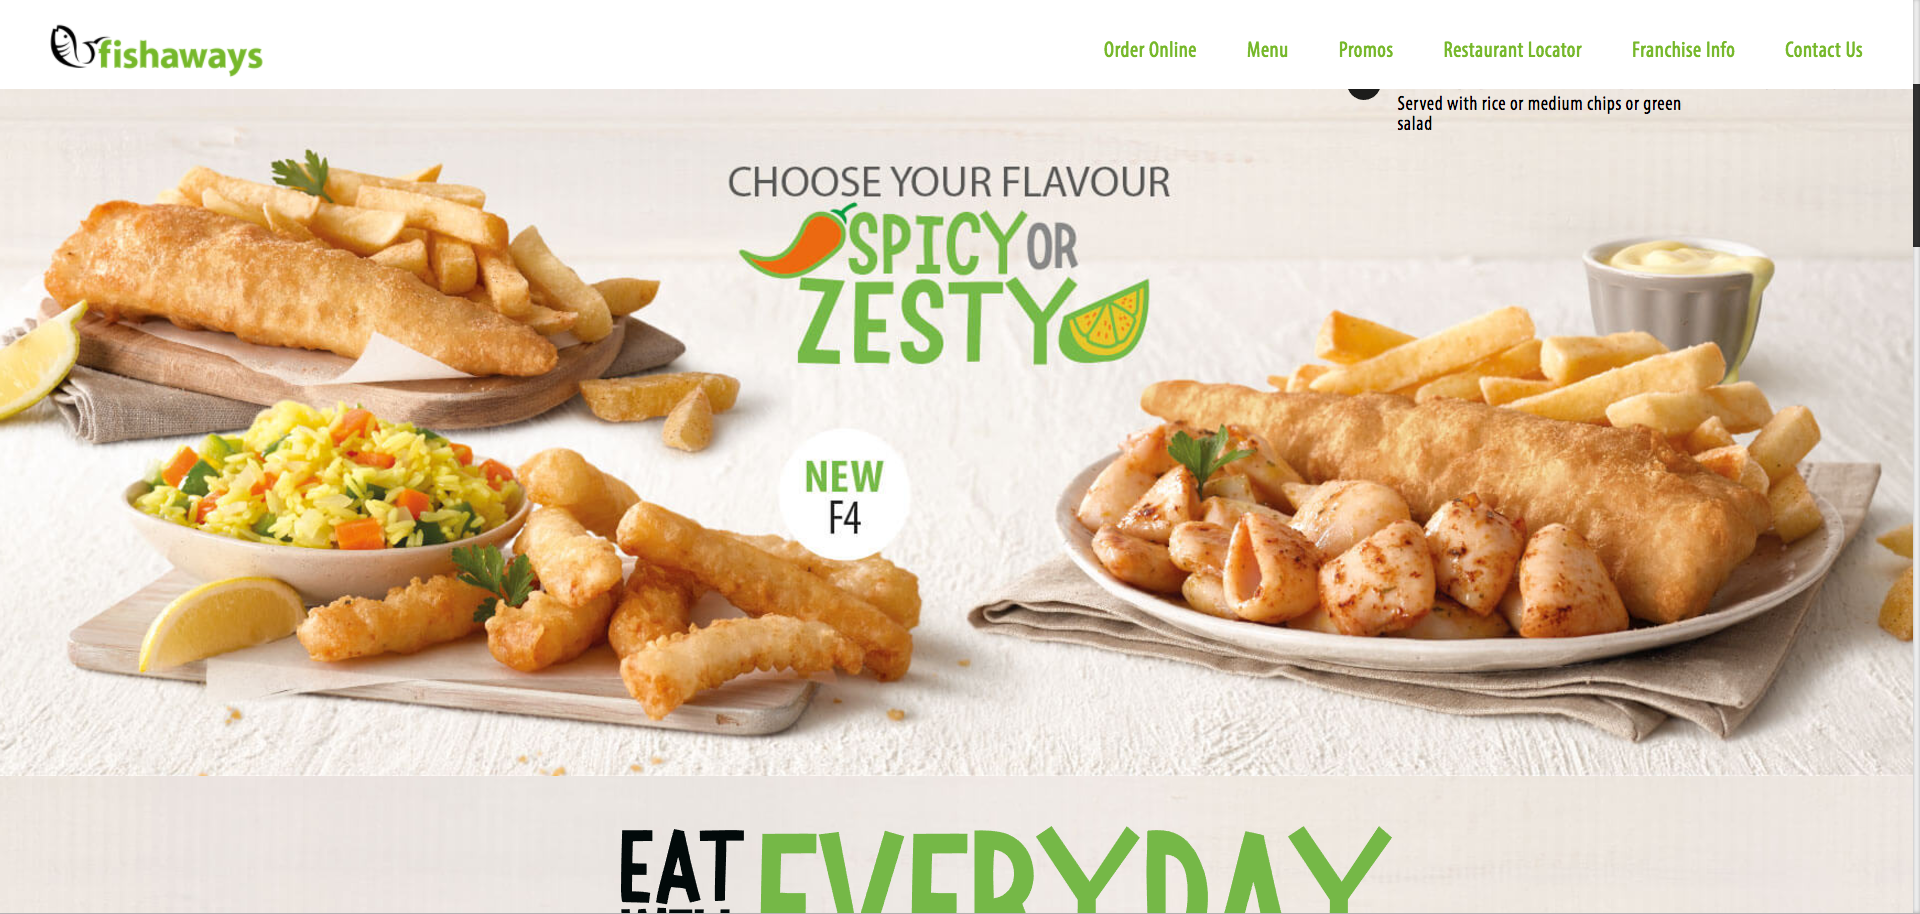 fishaways
Order Online
Menu
Promos
Restaurant Locator
Franchise Info
Contact Us
Served with rice or medium chips or green
salad
CHOOSE YOUR FLAVOUR
SPICY OR
ZESTY
NEW
F4
EAT EVERYDAY